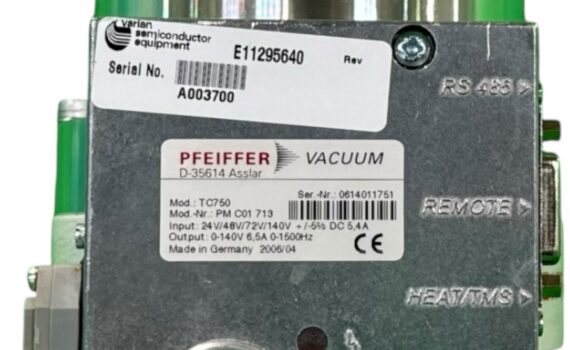 varian
semiconductor
equipment
E11295640 Rev
Serial No.
A003700
RS 485
PFEIFFER VACUUM
D-35614 Asslar
Ser.-Nr.: 0614011751
Mod.: TC750
Mod.-Nr.: PM C01 713
Input: 24V/48V/72V/140V +/-5% DC 5,4A
Output: 0-140V 6,5A 0-1500Hz
Made in Germany 2006/04
CE
REMOTE
HEAT/TMS